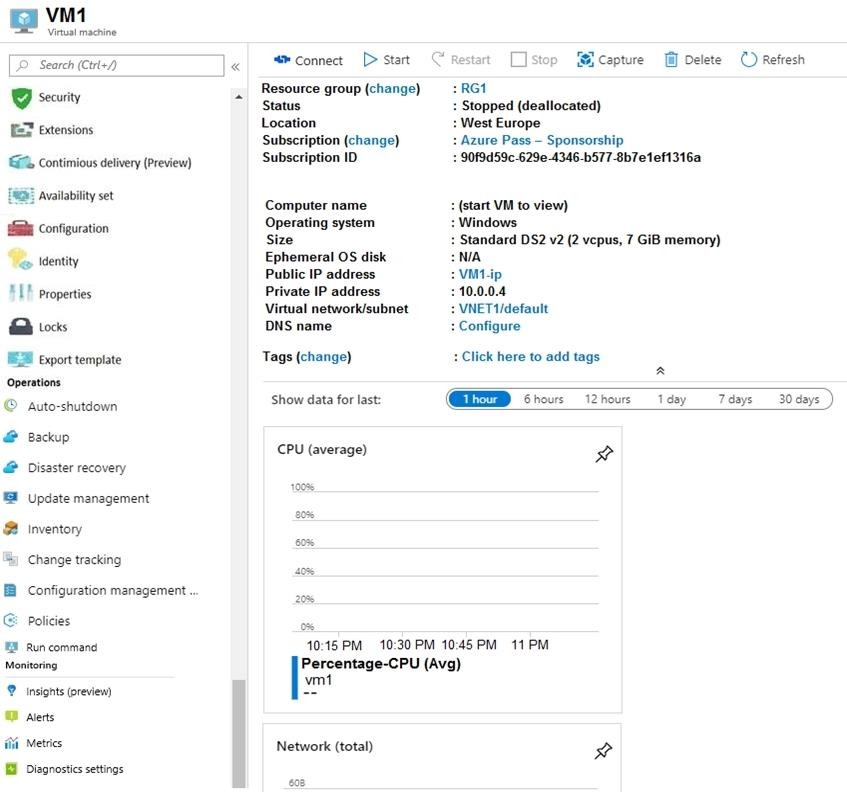 VM1
Virtual machine
Search (Ctrl+/)
«
Security
Extensions
Contimious delivery (Preview)
Availability set
Configuration
Identity
Properties
Locks
Export template
Operations
Auto-shutdown
Backup
Disaster recovery
Update management
Inventory
Change tracking
Configuration management ...
Policies
Run command
Monitoring
Insights (preview)
Alerts
Metrics
Diagnostics settings
Connect Start Restart Stop Capture Delete Refresh
Resource group (change) : RG1
Status : Stopped (deallocated)
Location : West Europe
Subscription (change) : Azure Pass – Sponsorship
Subscription ID : 90f9d59c-629e-4346-b577-8b7e1ef1316a
Computer name : (start VM to view)
Operating system : Windows
Size : Standard DS2 v2 (2 vcpus, 7 GiB memory)
Ephemeral OS disk : N/A
Public IP address : VM1-ip
Private IP address : 10.0.0.4
Virtual network/subnet : VNET1/default
DNS name : Configure
Tags (change) : Click here to add tags
Show data for last: 1 hour 6 hours 12 hours 1 day 7 days 30 days
CPU (average)
100%
80%
60%
40%
20%
0%
10:15 PM 10:30 PM 10:45 PM 11 PM
Percentage-CPU (Avg)
vm1
--
Network (total)
60B